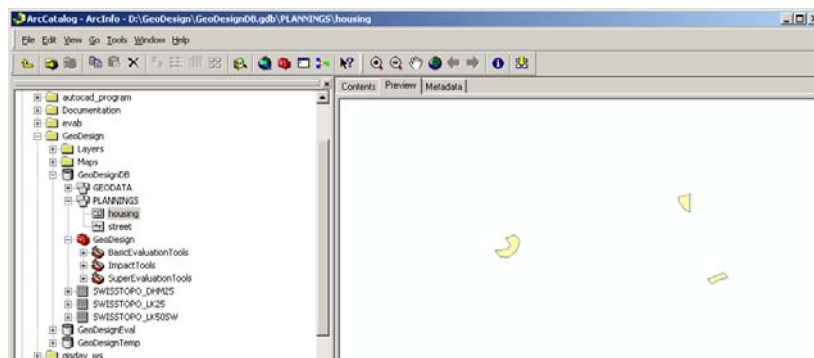 ArcCatalog - ArcInfo - D:\GeoDesign\GeoDesignDB.gdb\PLANNINGS\housing
File Edit View Go Tools Window Help
Contents Preview Metadata
autocad_program
Documentation
evab
GeoDesign
Layers
Maps
GeoDesignDB
GEODATA
PLANNINGS
housing
street
GeoDesign
BasicEvaluationTools
ImpactTools
SuperEvaluationTools
SWISSTOPO_DHM25
SWISSTOPO_LK25
SWISSTOPO_LK50SW
GeoDesignEval
GeoDesignTemp
gisday_ws